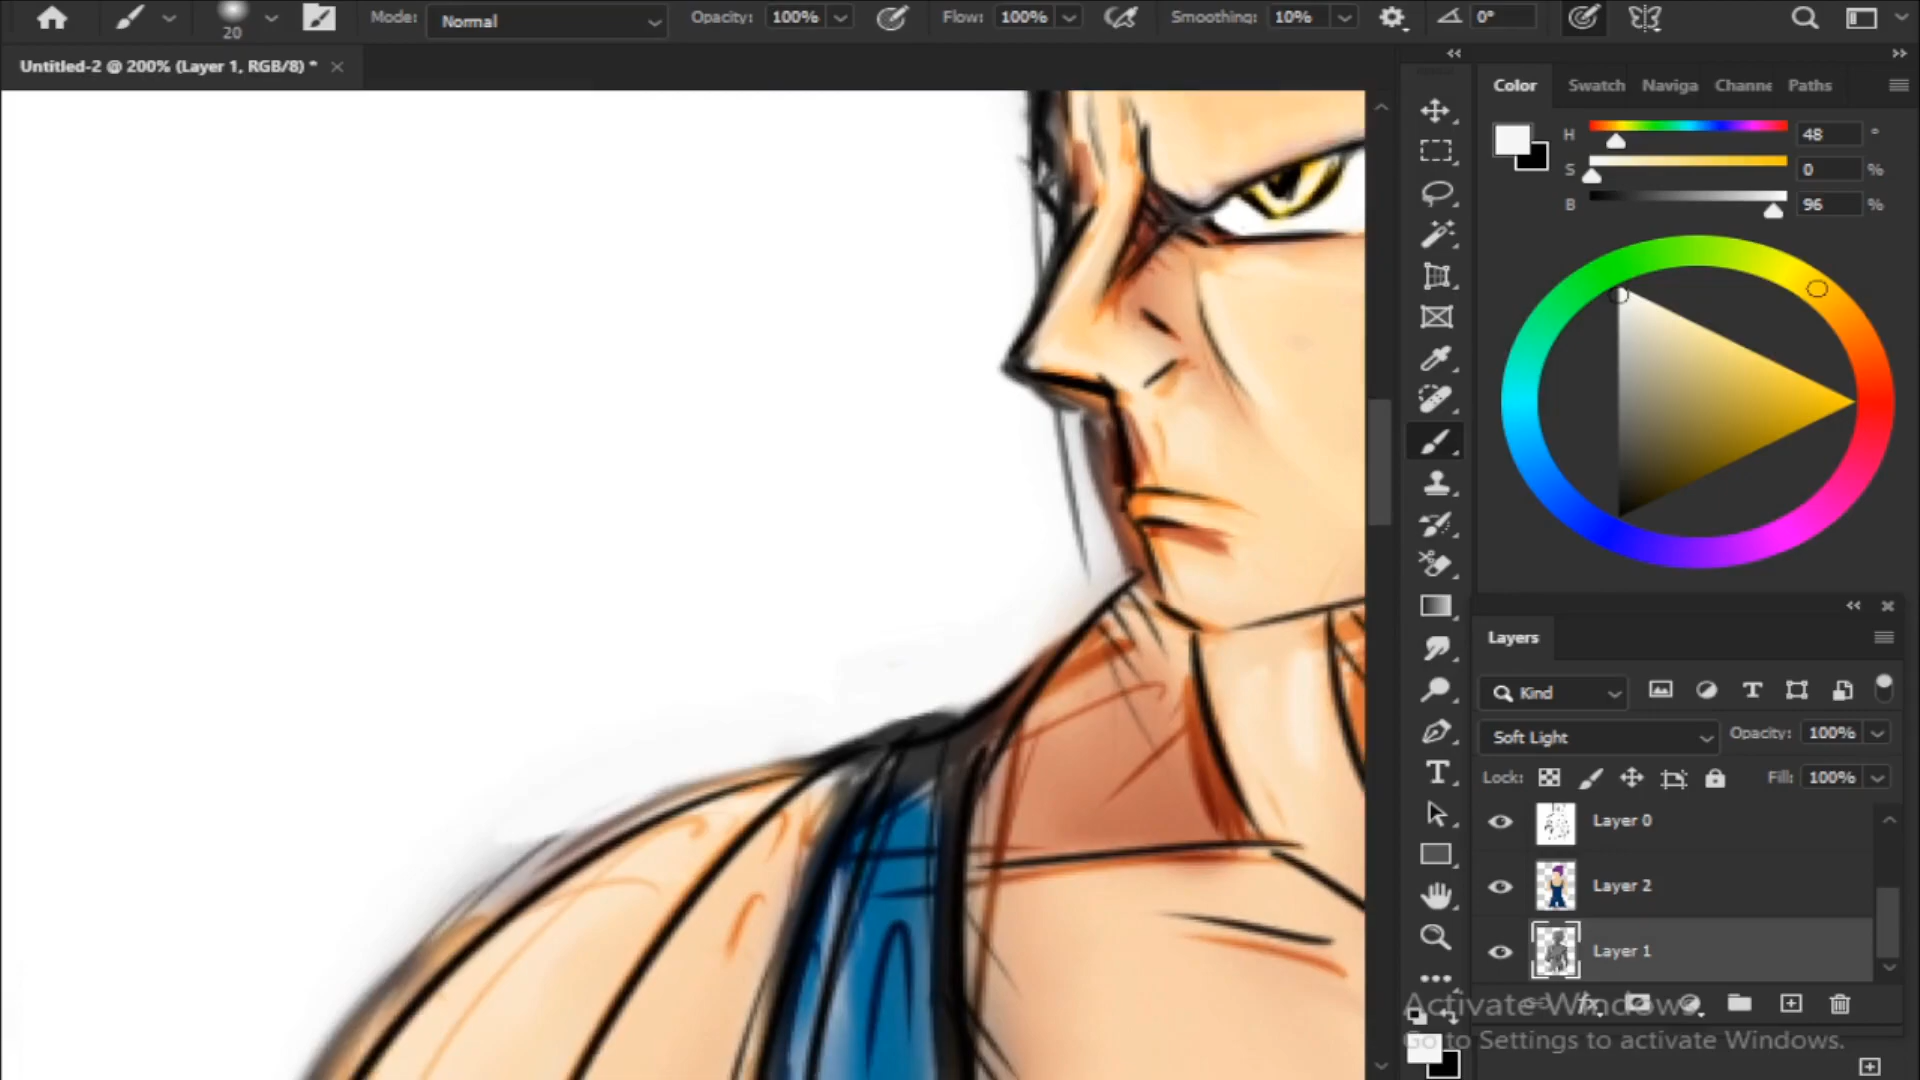 Mode: Normal Opacity: 100% Flow: 100% Smoothing: 10% 0°
20
Untitled-2 @ 200% (Layer 1, RGB/8) *
Color Swatch Naviga Channe Paths
H 48 °
S 0 %
B 96 %
Layers
Kind
Soft Light Opacity: 100%
Lock: Fill: 100%
Layer 0
Layer 2
Layer 1
Activate Windows
Go to Settings to activate Windows.